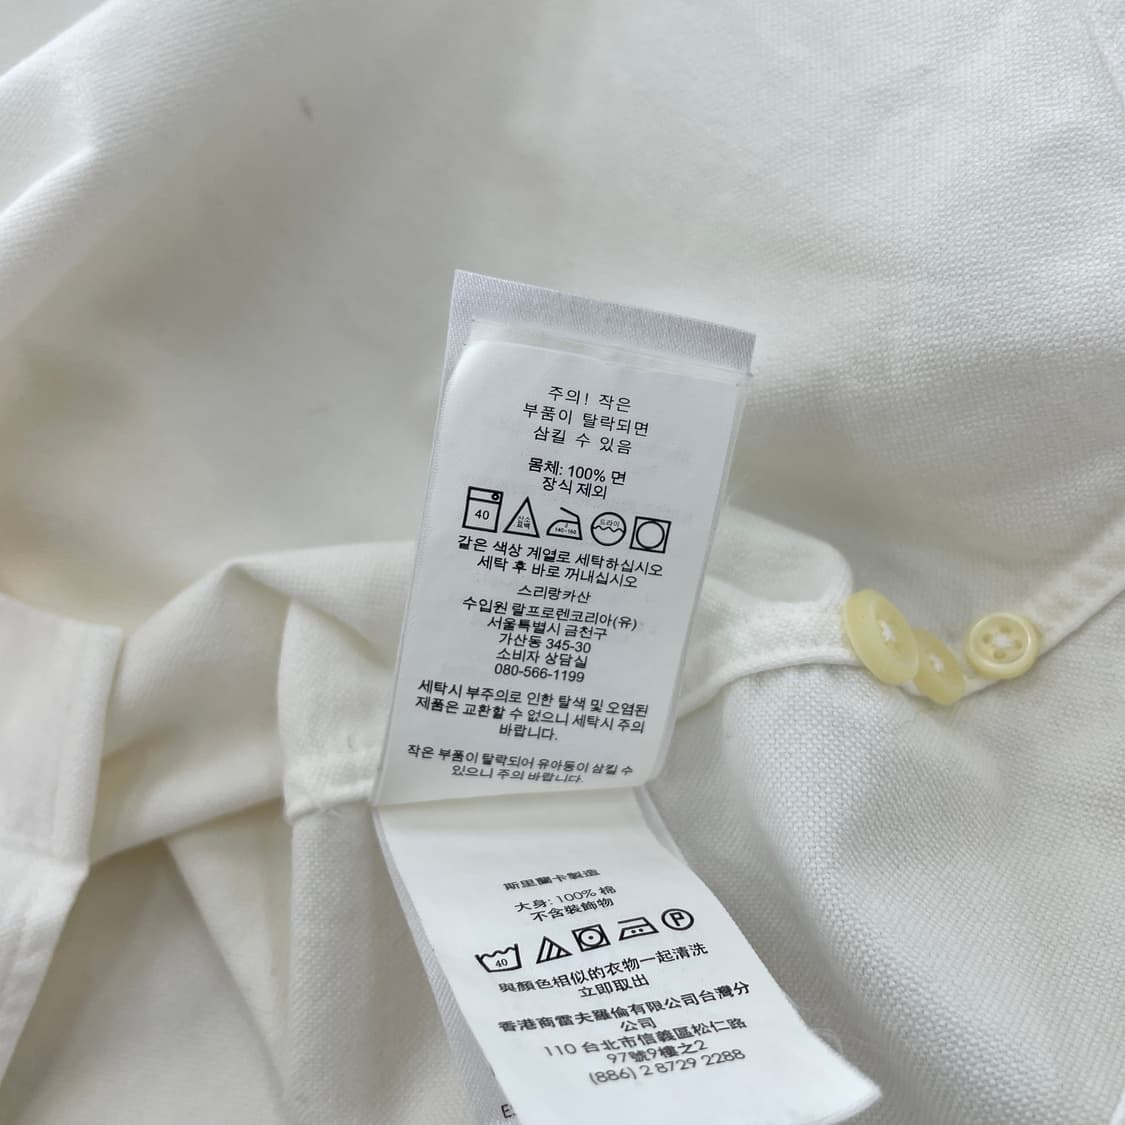 주의! 작은
부품이 탈락되면
삼킬 수 있음
몸체: 100% 면
장식 제외
40 산소 표백 2 140~160 드라이
같은 색상 계열로 세탁하십시오
세탁 후 바로 꺼내십시오
스리랑카산
수입원 랄프로렌코리아(유)
서울특별시 금천구
가산동 345-30
소비자 상담실
080-566-1199
세탁시 부주의로 인한 탈색 및 오염된
제품은 교환할 수 없으니 세탁시 주의
바랍니다.
작은 부품이 탈락되어 유아동이 삼킬 수
있으니 주의 바랍니다.
斯里蘭卡製造
大身: 100% 棉
不含裝飾物
40 P
與顏色相似的衣物一起清洗
立即取出
香港商雷夫羅倫有限公司台灣分
公司
110 台北市信義區松仁路
97號9樓之2
(886) 2 8729 2288